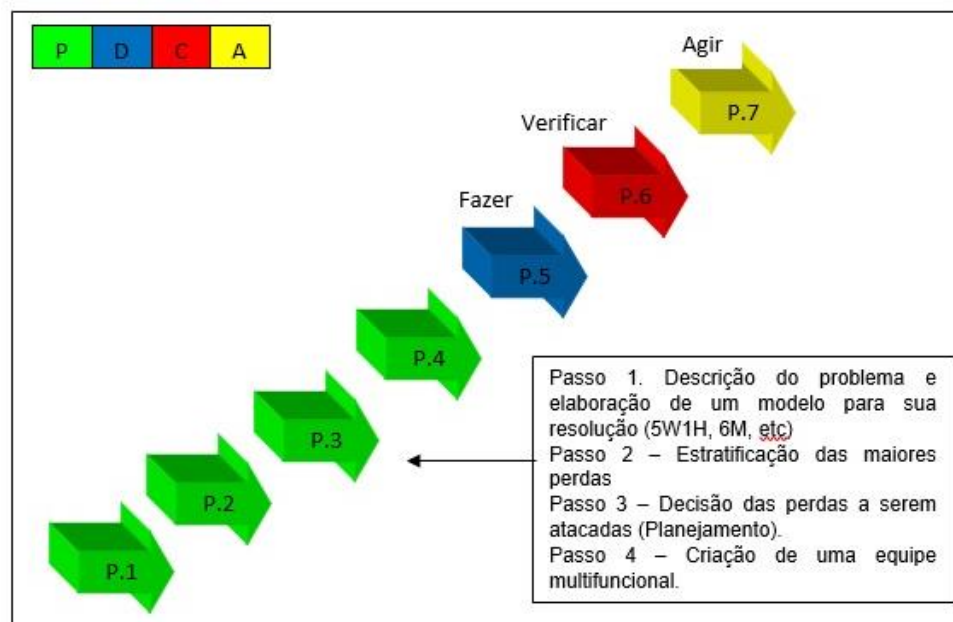 P D C A
Agir
P.7
Verificar
P.6
Fazer
P.5
P.4
P.3
P.2
P.1
Passo 1. Descrição do problema e
elaboração de um modelo para sua
resolução (5W1H, 6M, etc)
Passo 2 – Estratificação das maiores
perdas
Passo 3 – Decisão das perdas a serem
atacadas (Planejamento).
Passo 4 – Criação de uma equipe
multifuncional.